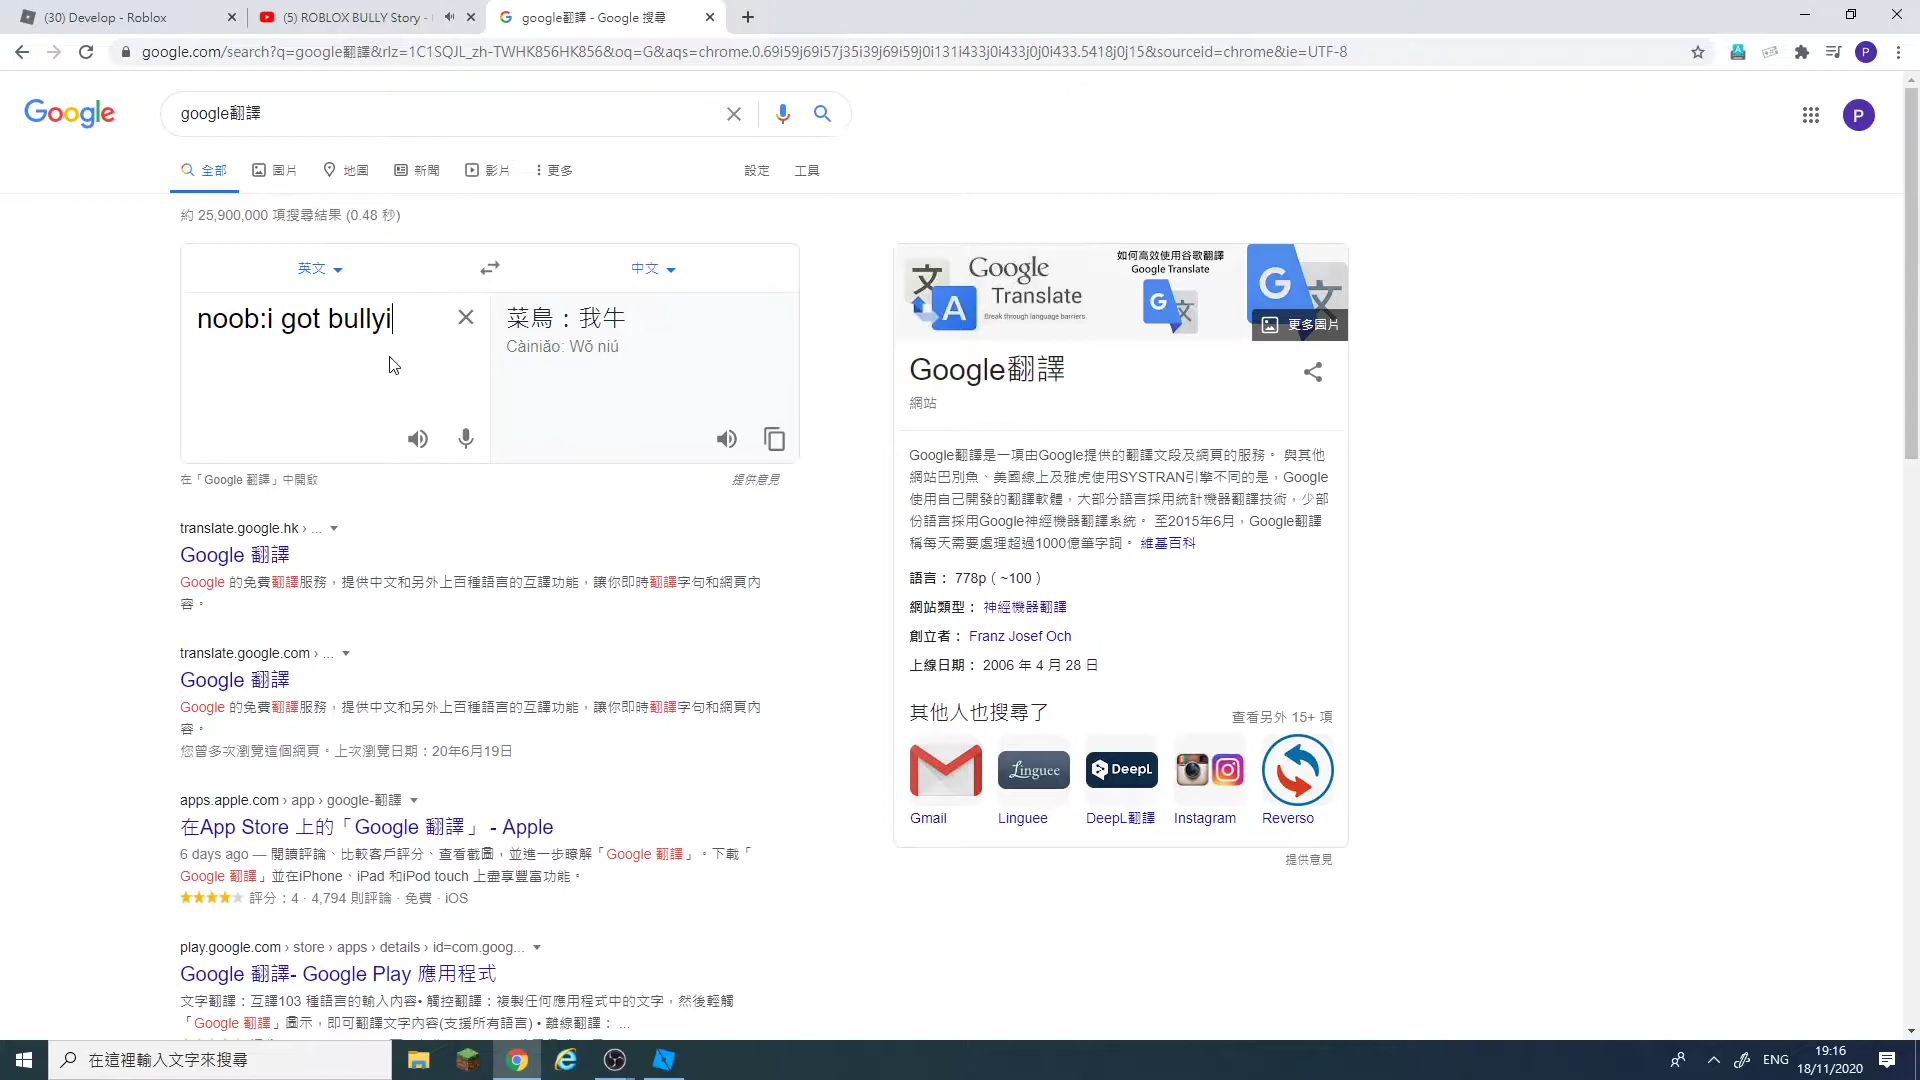 (30) Develop - Roblox
(5) ROBLOX BULLY Story -
google翻譯 - Google 搜尋
google.com/search?q=google翻譯&rlz=1C1SQJL_zh-TWHK856HK856&oq=G&aqs=chrome.0.69i59j69i57j35i39j69i59j0i131i433j0i433j0j0i433.5418j0j15&sourceid=chrome&ie=UTF-8
P
Google
google翻譯
P
全部
圖片
地圖
新聞
影片
更多
設定
工具
約 25,900,000 項搜尋結果 (0.48 秒)
英文
中文
noob:i got bullyi
菜鳥：我牛
Càiniǎo: Wǒ niú
在「Google 翻譯」中開啟
提供意見
translate.google.hk › ...
Google 翻譯
Google 的免費翻譯服務，提供中文和另外上百種語言的互譯功能，讓你即時翻譯字句和網頁內
容。
translate.google.com › ...
Google 翻譯
Google 的免費翻譯服務，提供中文和另外上百種語言的互譯功能，讓你即時翻譯字句和網頁內
容。
您曾多次瀏覽這個網頁。上次瀏覽日期：20年6月19日
apps.apple.com › app › google-翻譯
在App Store 上的「Google 翻譯」 - Apple
6 days ago — 閱讀評論、比較客戶評分、查看截圖，並進一步瞭解「Google 翻譯」。下載「
Google 翻譯」並在iPhone、iPad 和iPod touch 上盡享豐富功能。
評分：4 · 4,794 則評論 · 免費 · iOS
play.google.com › store › apps › details › id=com.goog...
Google 翻譯- Google Play 應用程式
文字翻譯：互譯103 種語言的輸入內容• 觸控翻譯：複製任何應用程式中的文字，然後輕觸
「Google 翻譯」圖示，即可翻譯文字內容(支援所有語言) • 離線翻譯： ...
文
A
Google
Translate
Break through language barriers.
如何高效使用谷歌翻譯
Google Translate
G
文
G
文
更多圖片
Google翻譯
網站
Google翻譯是一項由Google提供的翻譯文段及網頁的服務。 與其他
網站巴別魚、美國線上及雅虎使用SYSTRAN引擎不同的是，Google
使用自己開發的翻譯軟體，大部分語言採用統計機器翻譯技術，少部
份語言採用Google神經機器翻譯系統。 至2015年6月，Google翻譯
稱每天需要處理超過1000億筆字詞。 維基百科
語言： 778p ( ~100 )
網站類型： 神經機器翻譯
創立者： Franz Josef Och
上線日期： 2006 年 4 月 28 日
其他人也搜尋了
查看另外 15+ 項
Linguee
DeepL
Gmail
Linguee
DeepL翻譯
Instagram
Reverso
提供意見
在這裡輸入文字來搜尋
ENG
19:16
18/11/2020